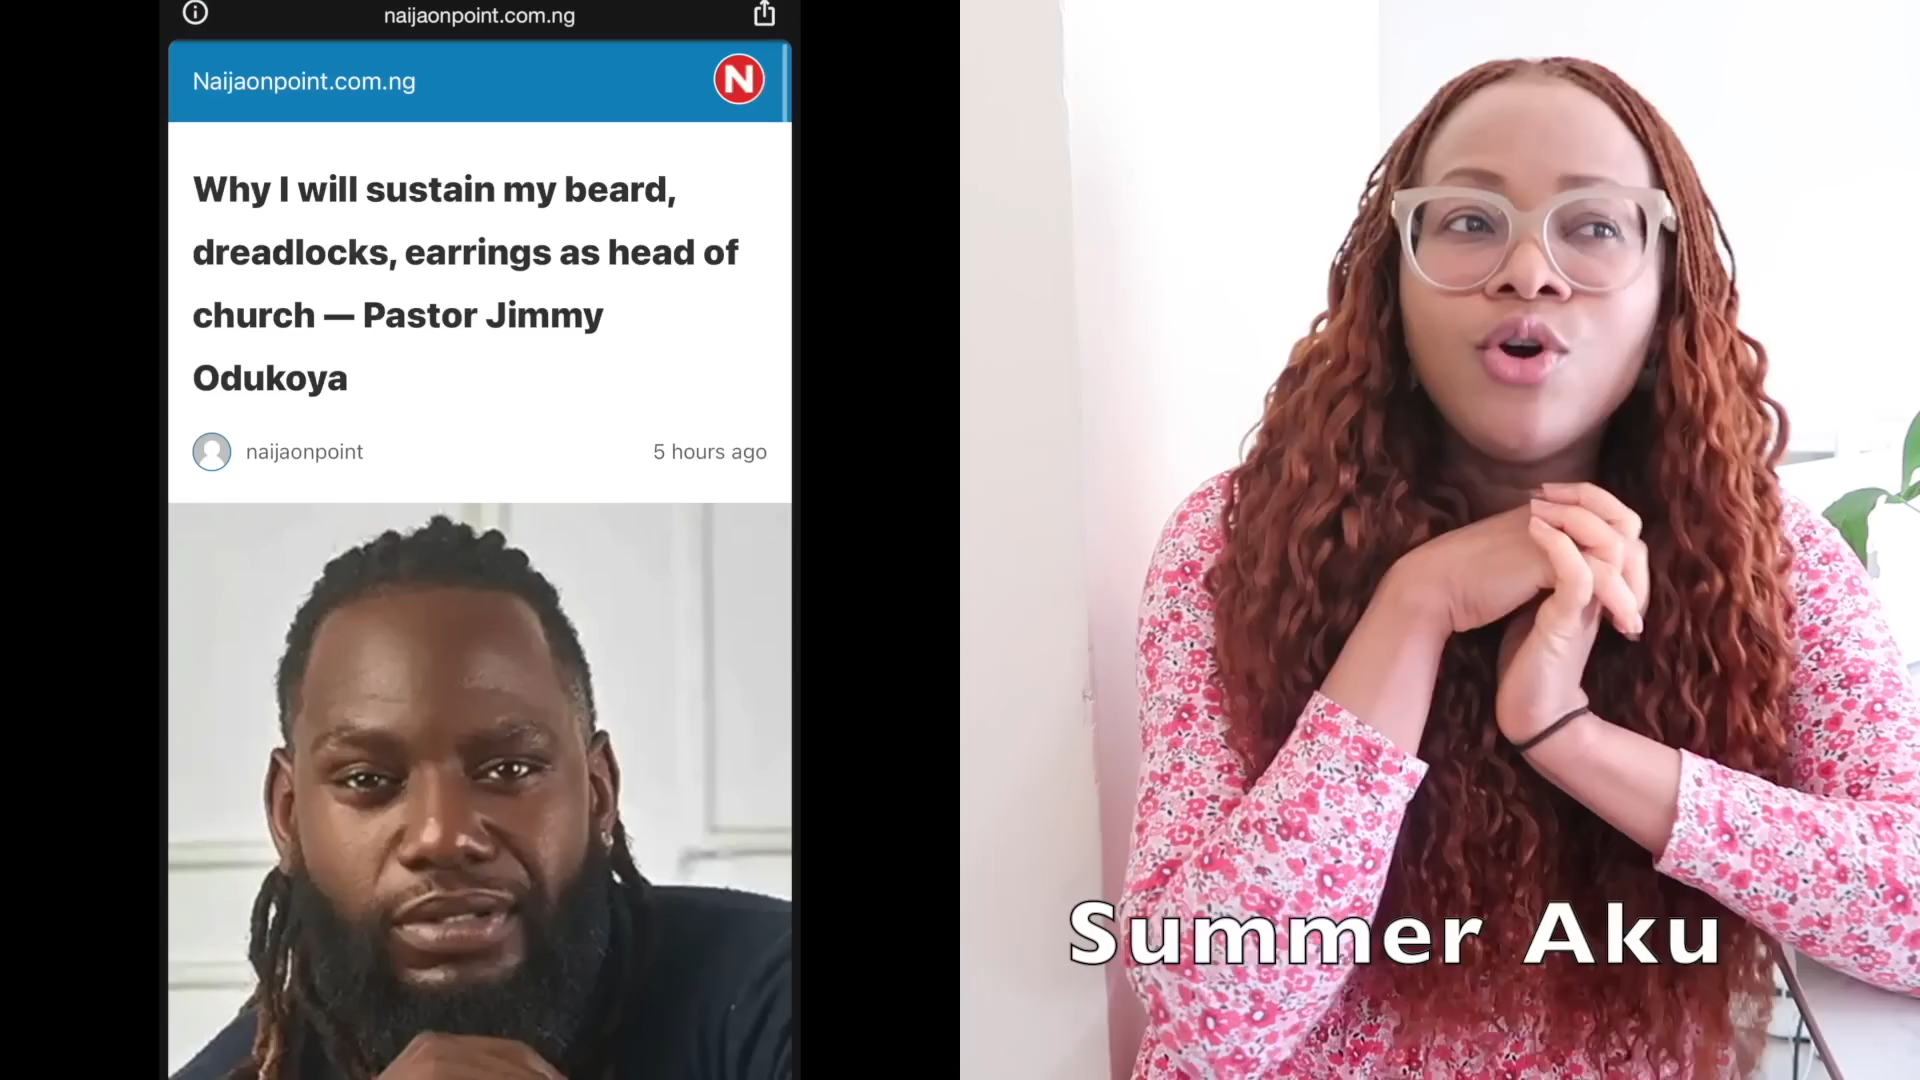 naijaonpoint.com.ng
Naijaonpoint.com.ng
N
Why I will sustain my beard,
dreadlocks, earrings as head of
church — Pastor Jimmy
Odukoya
naijaonpoint
5 hours ago
Summer Aku